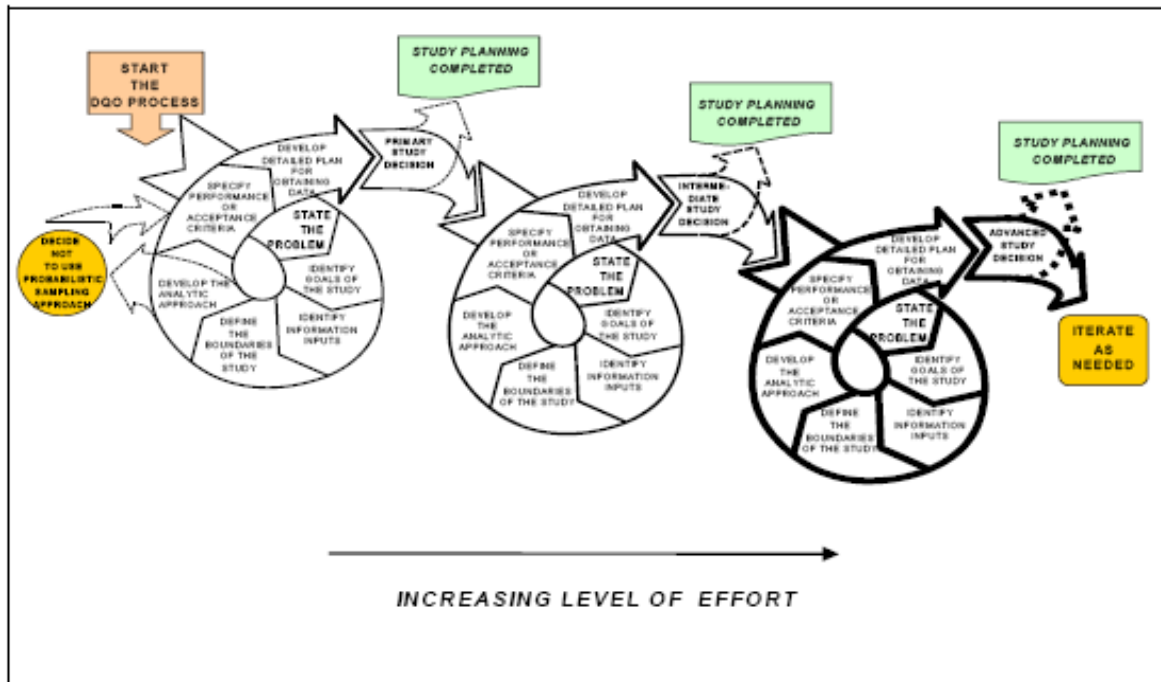 START
THE
DQO PROCESS
STUDY PLANNING
COMPLETED
DEVELOP
DETAILED PLAN
FOR
OBTAINING
DATA
PRIMARY
STUDY
DECISION
SPECIFY
PERFORMANCE
OR
ACCEPTANCE
CRITERIA
STATE
THE
PROBLEM
DECIDE
NOT
TO USE
PROBABILISTIC
SAMPLING
APPROACH
DEVELOP THE
ANALYTIC
APPROACH
IDENTIFY
GOALS OF
THE STUDY
DEFINE
THE
BOUNDARIES
OF THE
STUDY
IDENTIFY
INFORMATION
INPUTS
STUDY PLANNING
COMPLETED
DEVELOP
DETAILED PLAN
FOR
OBTAINING
DATA
INTERME-
DIATE STUDY
DECISION
SPECIFY
PERFORMANCE
OR
ACCEPTANCE
CRITERIA
STATE
THE
PROBLEM
DEVELOP
THE
ANALYTIC
APPROACH
IDENTIFY
GOALS OF
THE STUDY
DEFINE
THE
BOUNDARIES
OF THE STUDY
IDENTIFY
INFORMATION
INPUTS
STUDY PLANNING
COMPLETED
DEVELOP
DETAILED PLAN
FOR
OBTAINING
DATA
ADVANCED
STUDY
DECISION
SPECIFY
PERFORMANCE
OR
ACCEPTANCE
CRITERIA
STATE
THE
PROBLEM
DEVELOP
THE
ANALYTIC
APPROACH
IDENTIFY
GOALS OF
THE STUDY
DEFINE
THE
BOUNDARIES
OF THE STUDY
IDENTIFY
INFORMATION
INPUTS
ITERATE
AS
NEEDED
INCREASING LEVEL OF EFFORT